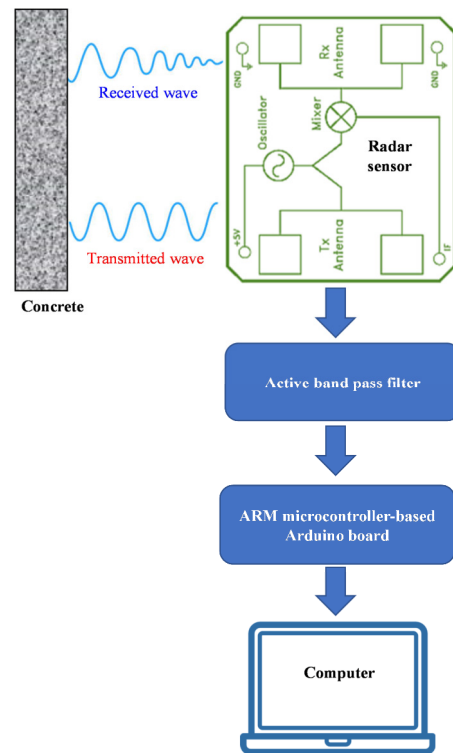 GND
Rx
Antenna
GND
Received wave
Mixer
Oscillator
Radar
sensor
+5V
Tx
Antenna
IF
Transmitted wave
Concrete
Active band pass filter
ARM microcontroller-based
Arduino board
Computer